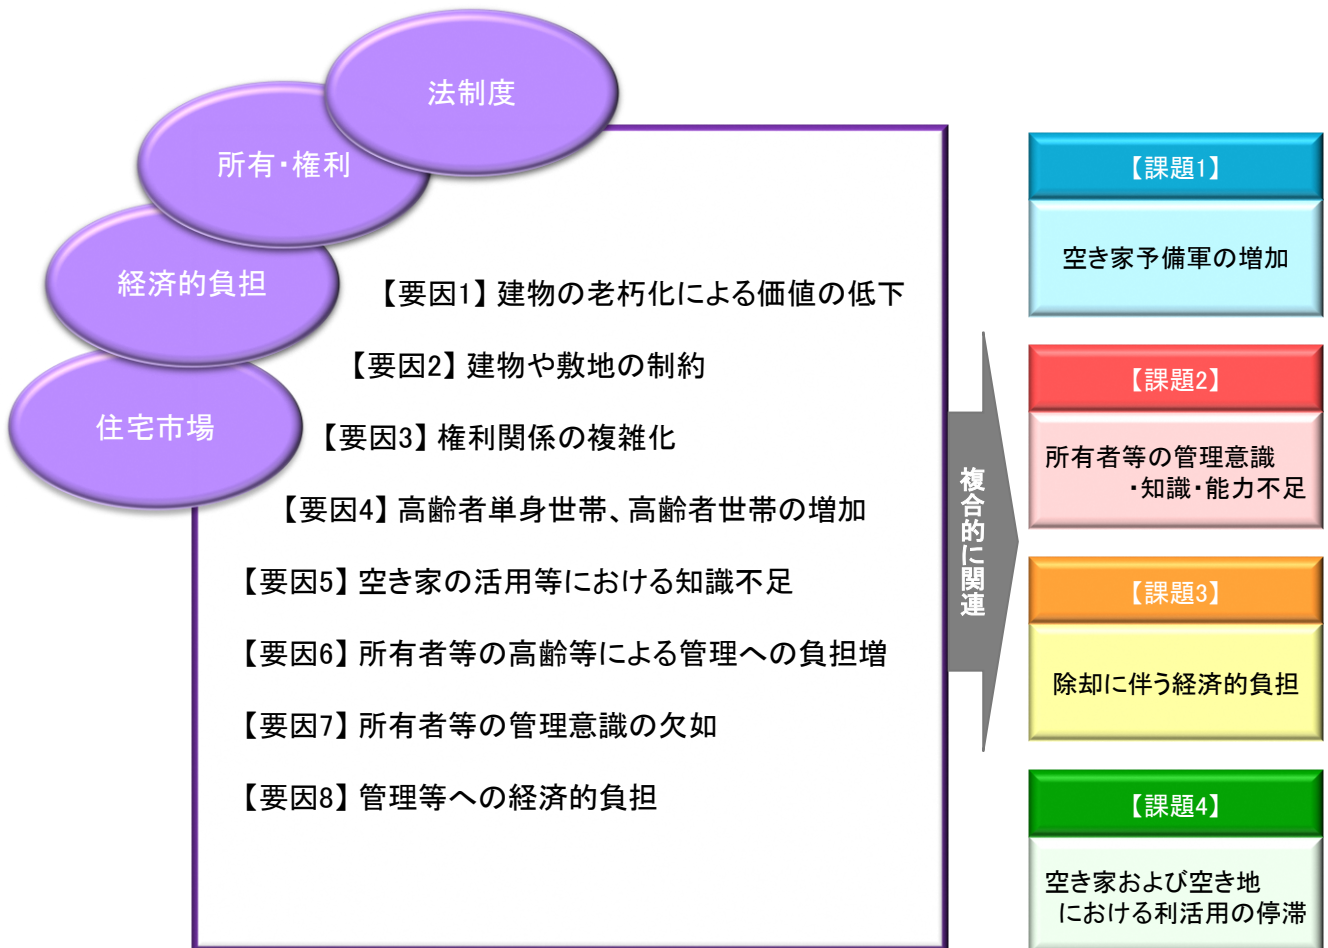 法制度
所有・権利
経済的負担
住宅市場
【要因1】建物の老朽化による価値の低下
【要因2】建物や敷地の制約
【要因3】権利関係の複雑化
【要因4】高齢者単身世帯、高齢者世帯の増加
【要因5】空き家の活用等における知識不足
【要因6】所有者等の高齢等による管理への負担増
【要因7】所有者等の管理意識の欠如
【要因8】管理等への経済的負担
複合的に関連
【課題1】
空き家予備軍の増加
【課題2】
所有者等の管理意識
・知識・能力不足
【課題3】
除却に伴う経済的負担
【課題4】
空き家および空き地
における利活用の停滞